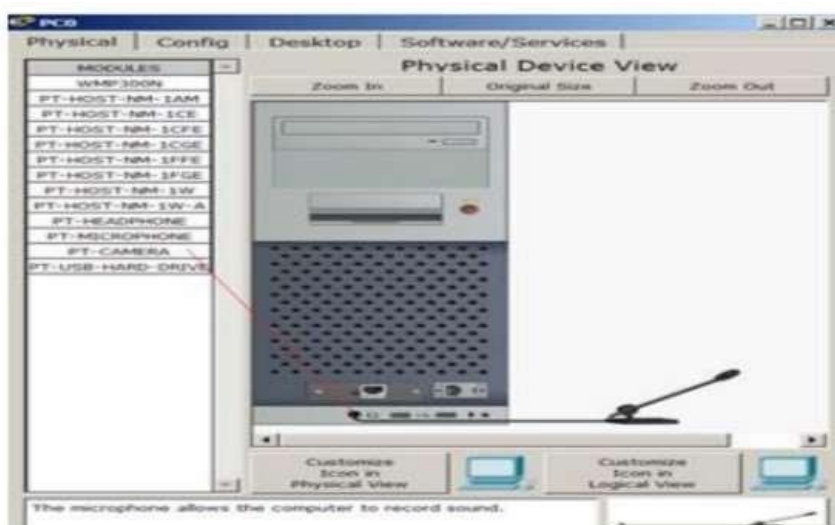 PC0
Physical Config Desktop Software/Services
MODULES
WMP300N
PT-HOST-NM-1AM
PT-HOST-NM-1CE
PT-HOST-NM-1CFE
PT-HOST-NM-1CGE
PT-HOST-NM-1FFE
PT-HOST-NM-1FGE
PT-HOST-NM-1W
PT-HOST-NM-1W-A
PT-HEADPHONE
PT-MICROPHONE
PT-CAMERA
PT-USB-HARD-DRIVE
Physical Device View
Zoom In Original Size Zoom Out
Customize
Icon in
Physical View
Customize
Icon in
Logical View
The microphone allows the computer to record sound.